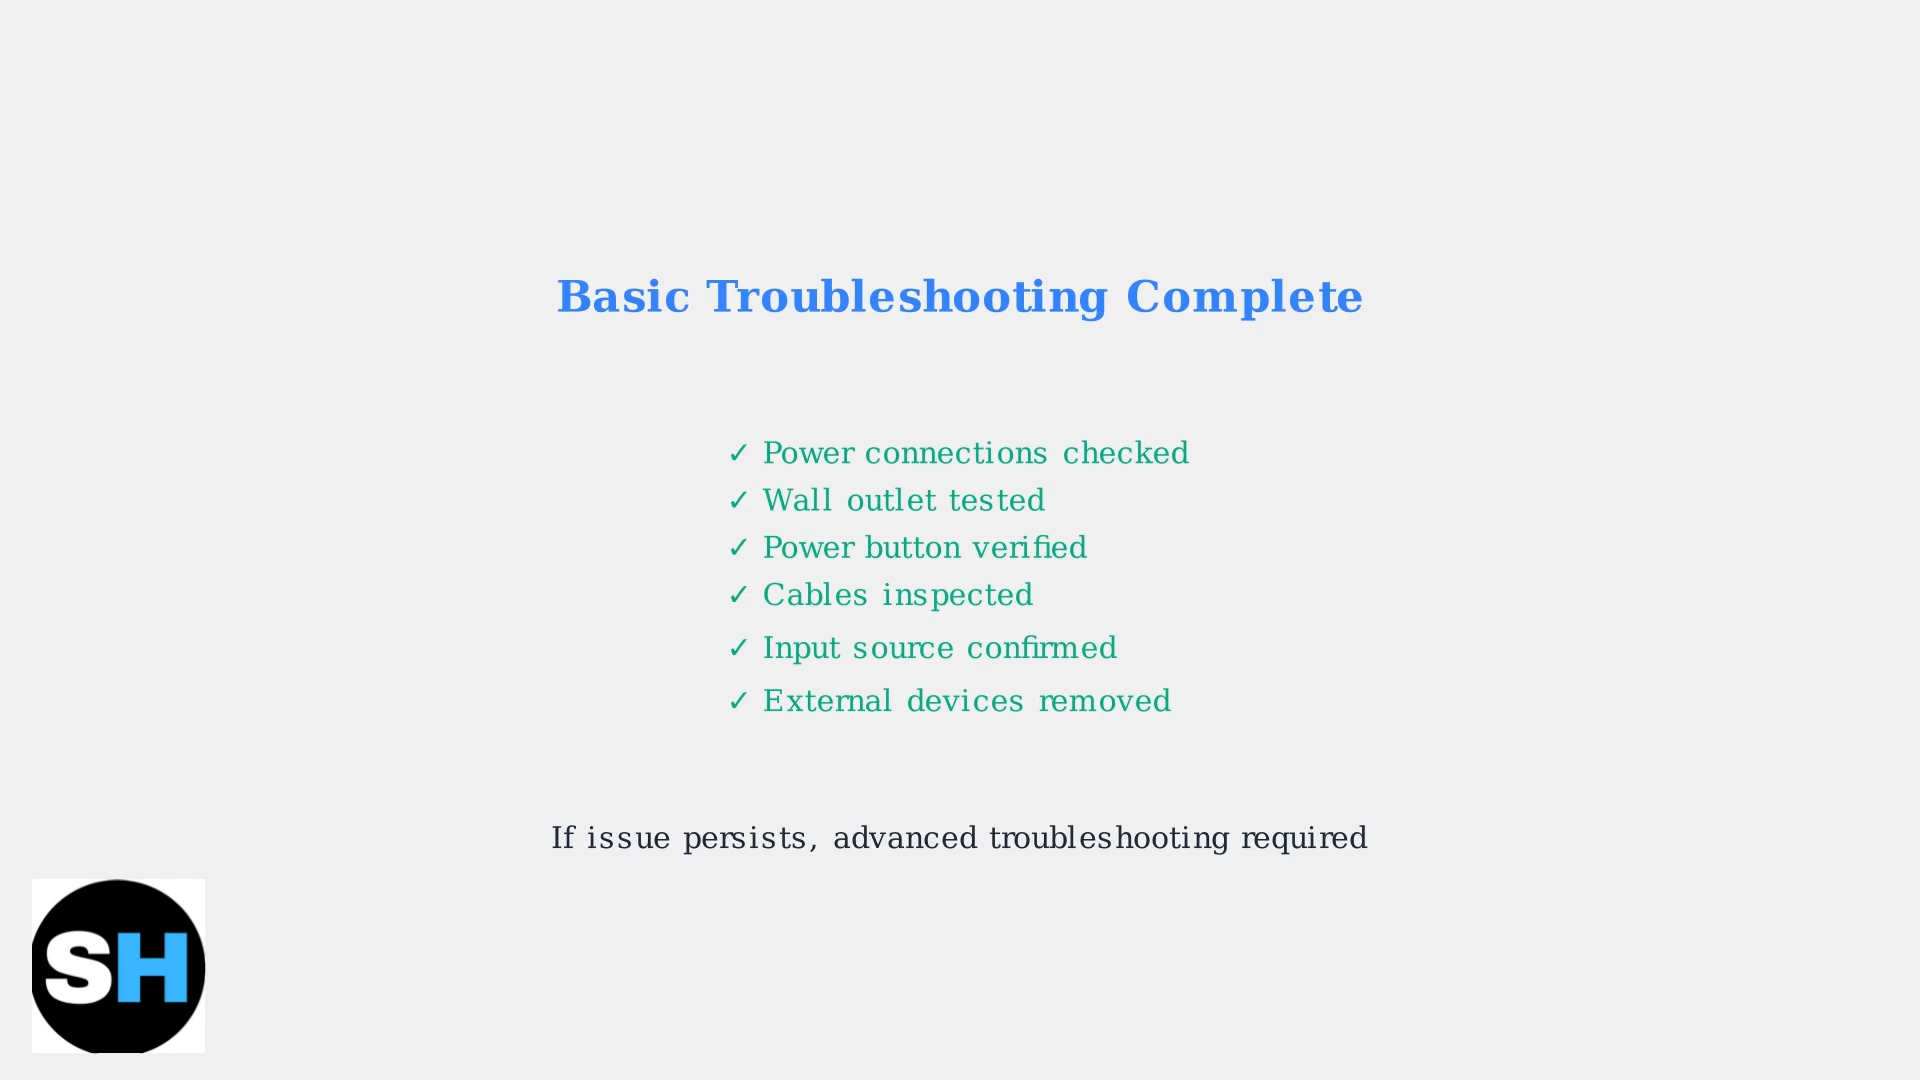 Basic Troubleshooting Complete
✓ Power connections checked
✓ Wall outlet tested
✓ Power button verified
✓ Cables inspected
✓ Input source confirmed
✓ External devices removed
If issue persists, advanced troubleshooting required
SH